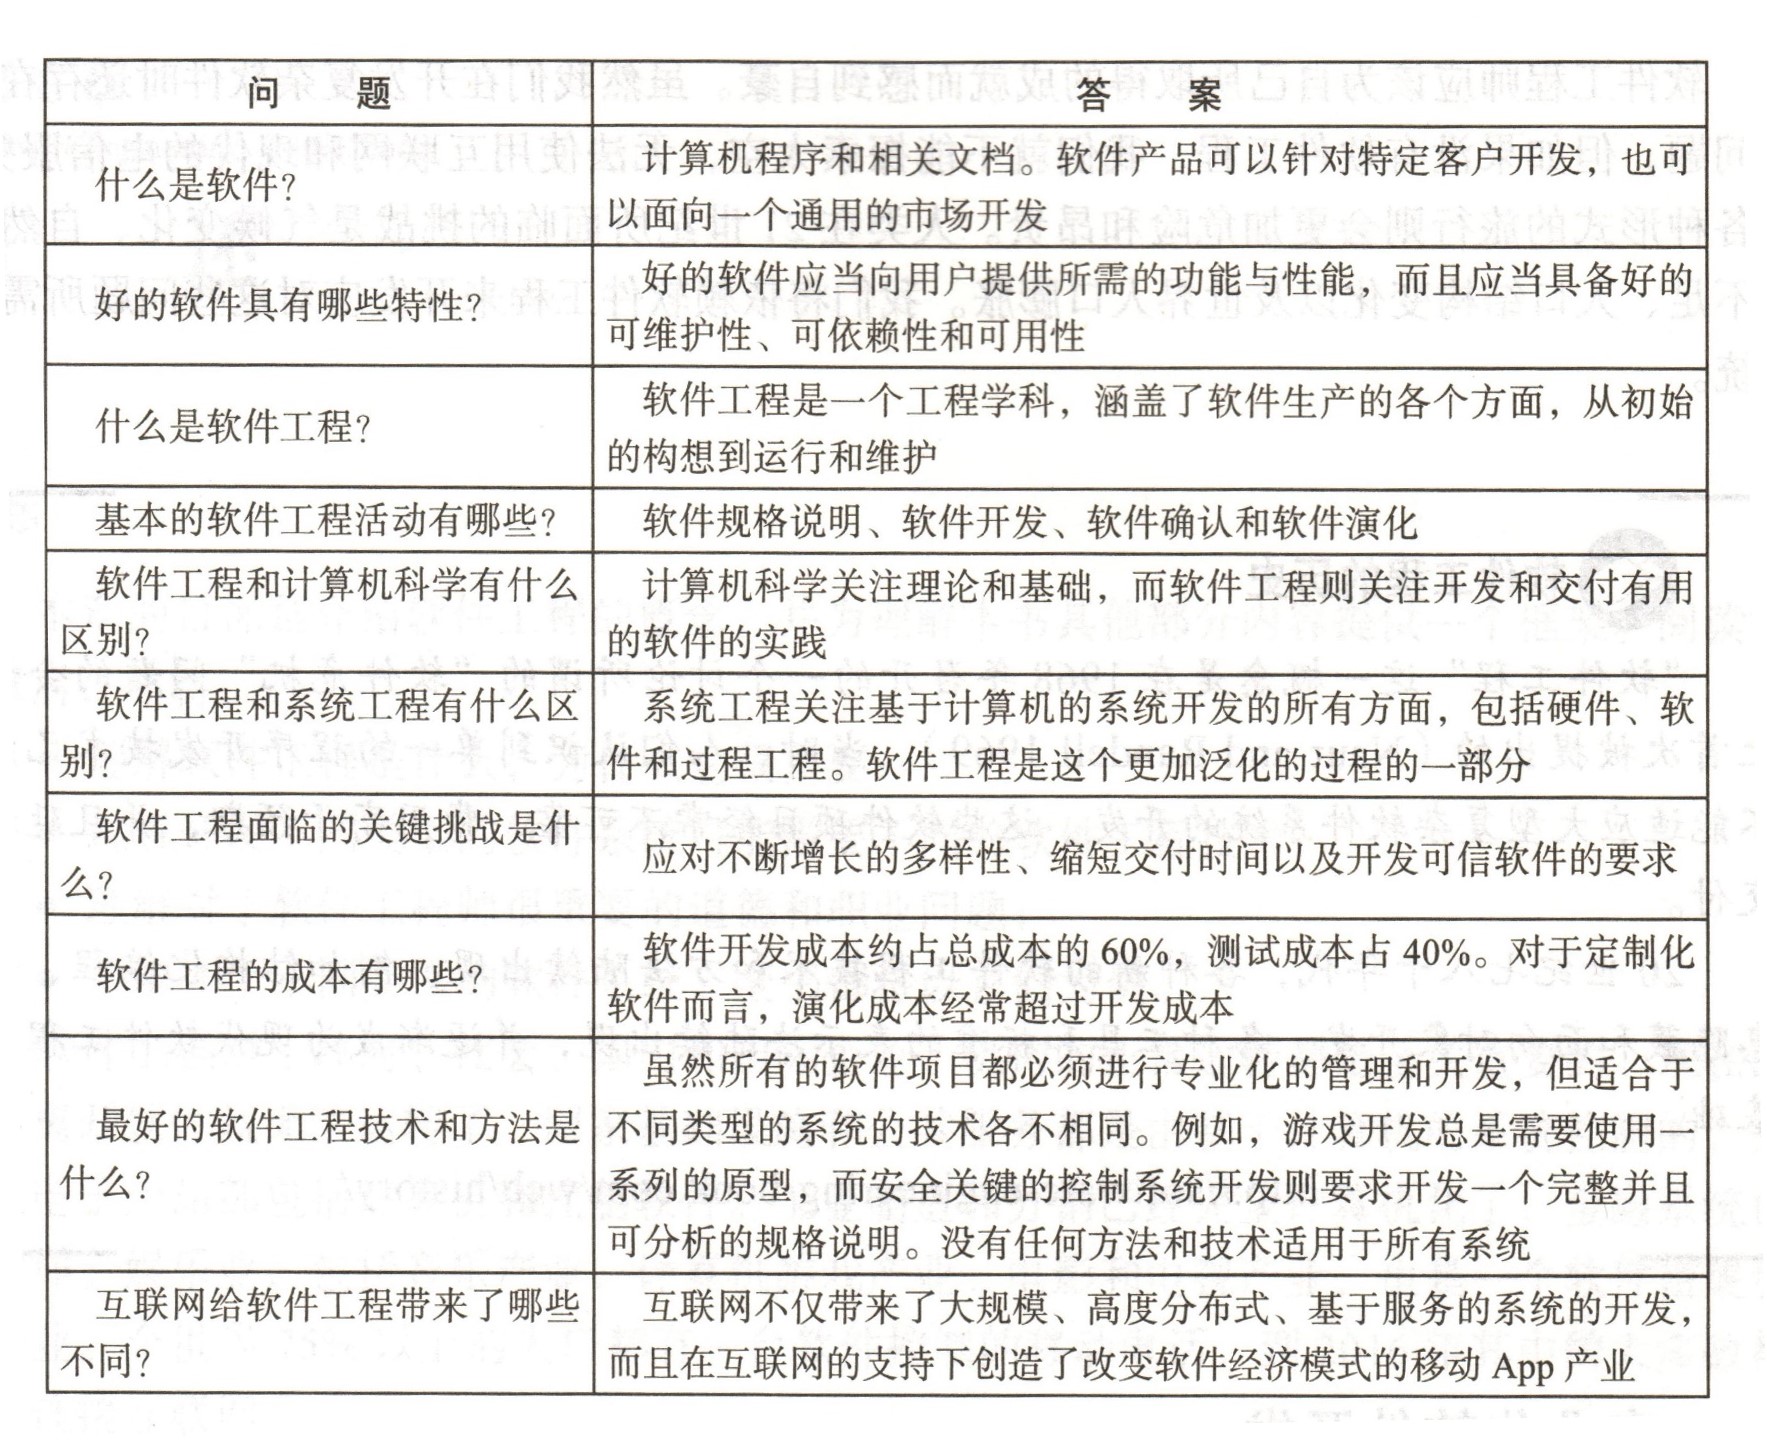 问 题
答 案
什么是软件？
计算机程序和相关文档。软件产品可以针对特定客户开发，也可
以面向一个通用的市场开发
好的软件具有哪些特性？
好的软件应当向用户提供所需的功能与性能，而且应当具备好的
可维护性、可依赖性和可用性
什么是软件工程？
软件工程是一个工程学科，涵盖了软件生产的各个方面，从初始
的构想到运行和维护
基本的软件工程活动有哪些？
软件规格说明、软件开发、软件确认和软件演化
软件工程和计算机科学有什么
区别？
计算机科学关注理论和基础，而软件工程则关注开发和交付有用
的软件的实践
软件工程和系统工程有什么区
别？
系统工程关注基于计算机的系统开发的所有方面，包括硬件、软
件和过程工程。软件工程是这个更加泛化的过程的一部分
软件工程面临的关键挑战是什
么？
应对不断增长的多样性、缩短交付时间以及开发可信软件的要求
软件工程的成本有哪些？
软件开发成本约占总成本的 60%，测试成本占 40%。对于定制化
软件而言，演化成本经常超过开发成本
最好的软件工程技术和方法是
什么？
虽然所有的软件项目都必须进行专业化的管理和开发，但适合于
不同类型的系统的技术各不相同。例如，游戏开发总是需要使用一
系列的原型，而安全关键的控制系统开发则要求开发一个完整并且
可分析的规格说明。没有任何方法和技术适用于所有系统
互联网给软件工程带来了哪些
不同？
互联网不仅带来了大规模、高度分布式、基于服务的系统的开发，
而且在互联网的支持下创造了改变软件经济模式的移动 App 产业